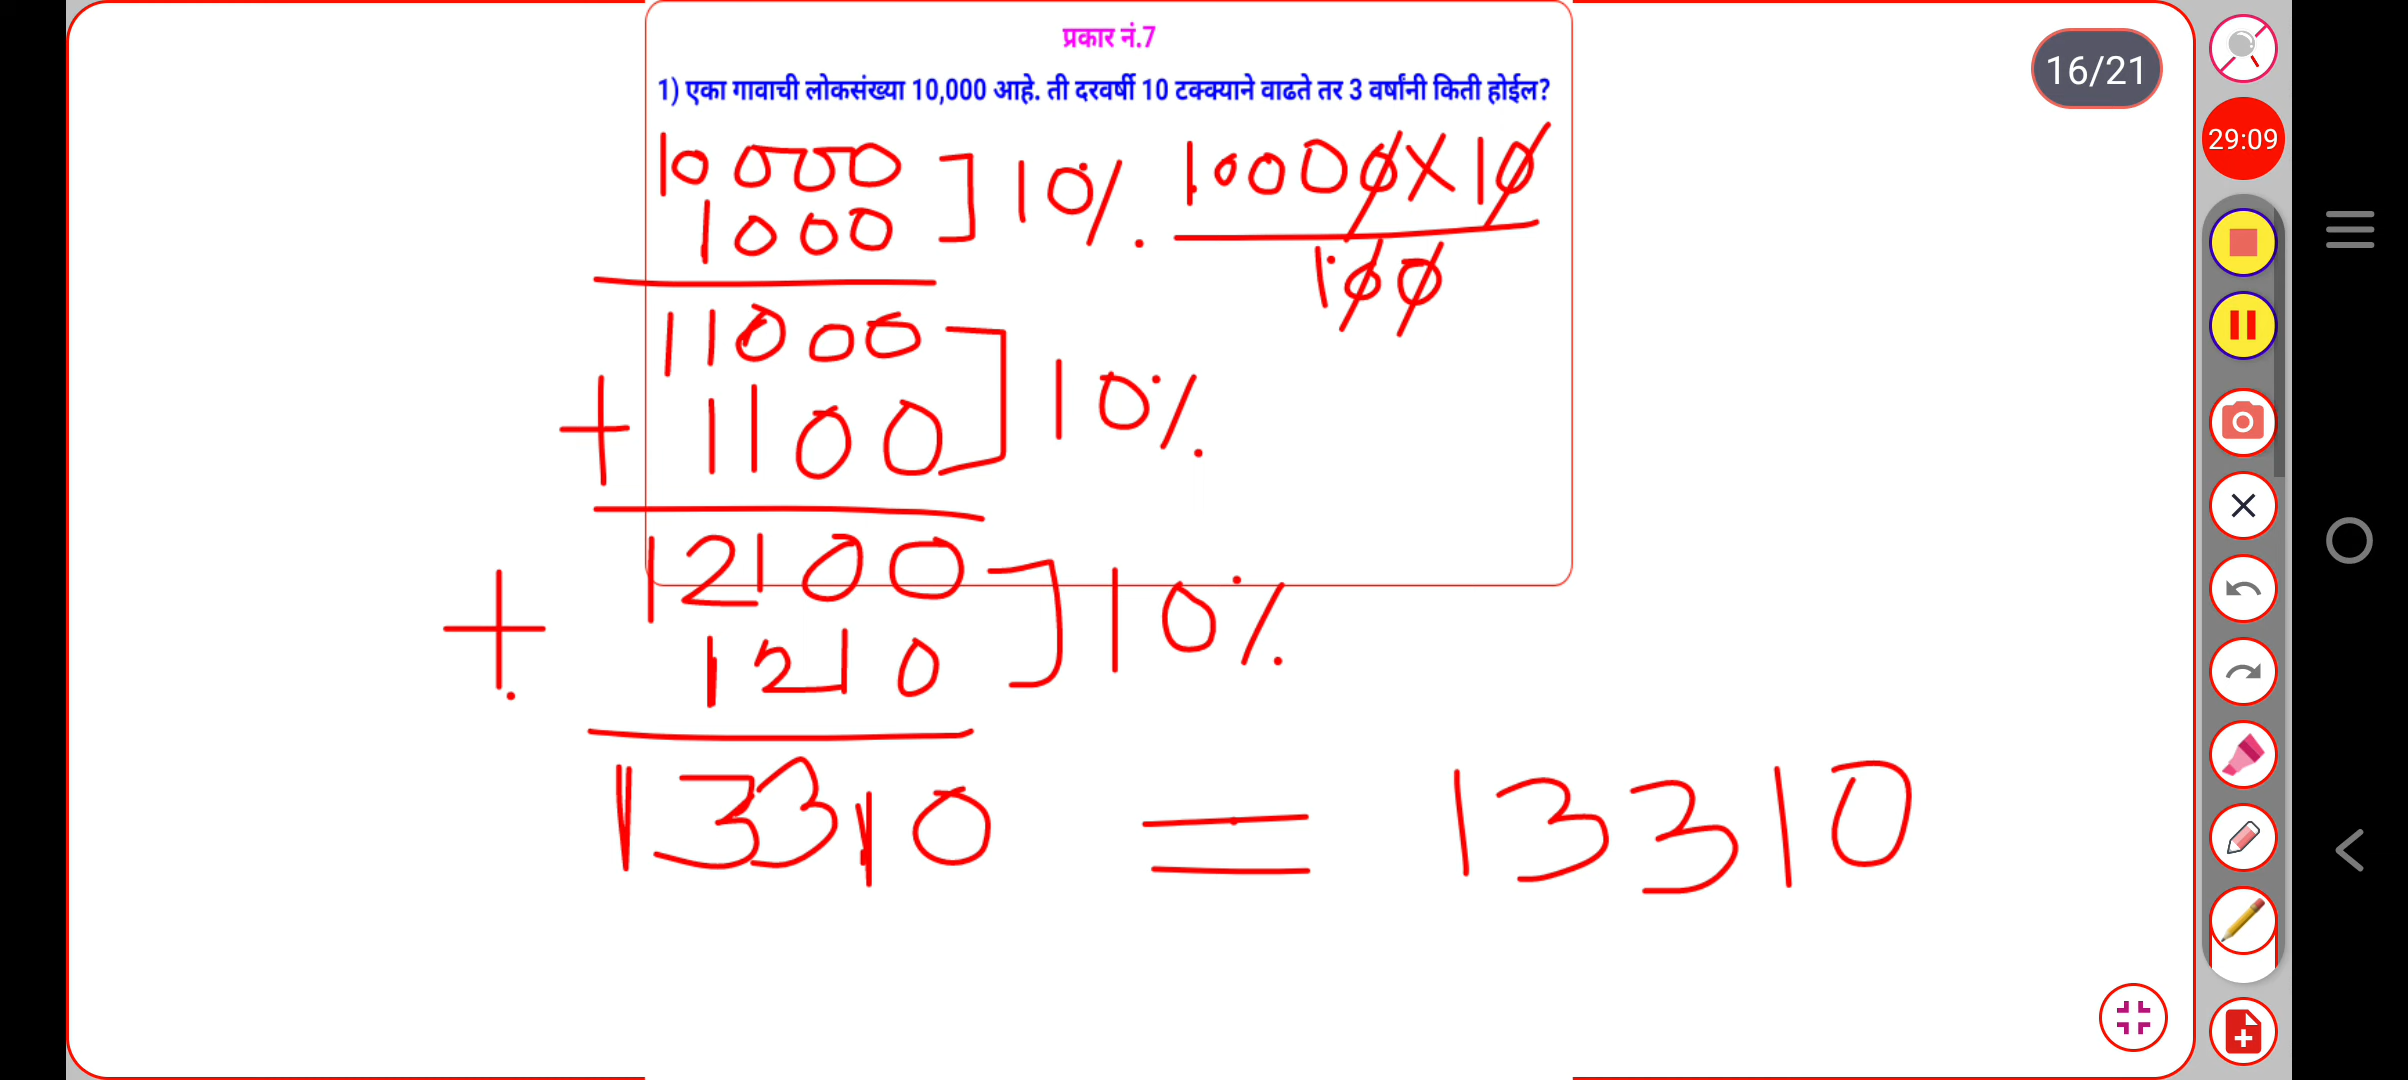 प्रकार नं.7
16/21
1) एका गावाची लोकसंख्या 10,000 आहे. ती दरवर्षी 10 टक्क्याने वाढते तर 3 वर्षांनी किती होईल?
29:09
10000 ] 10% 10000 X 10
1000
100
11000 ] 10%
+ 1100
12100 ] 10%
+ 1210
13310 = 13310